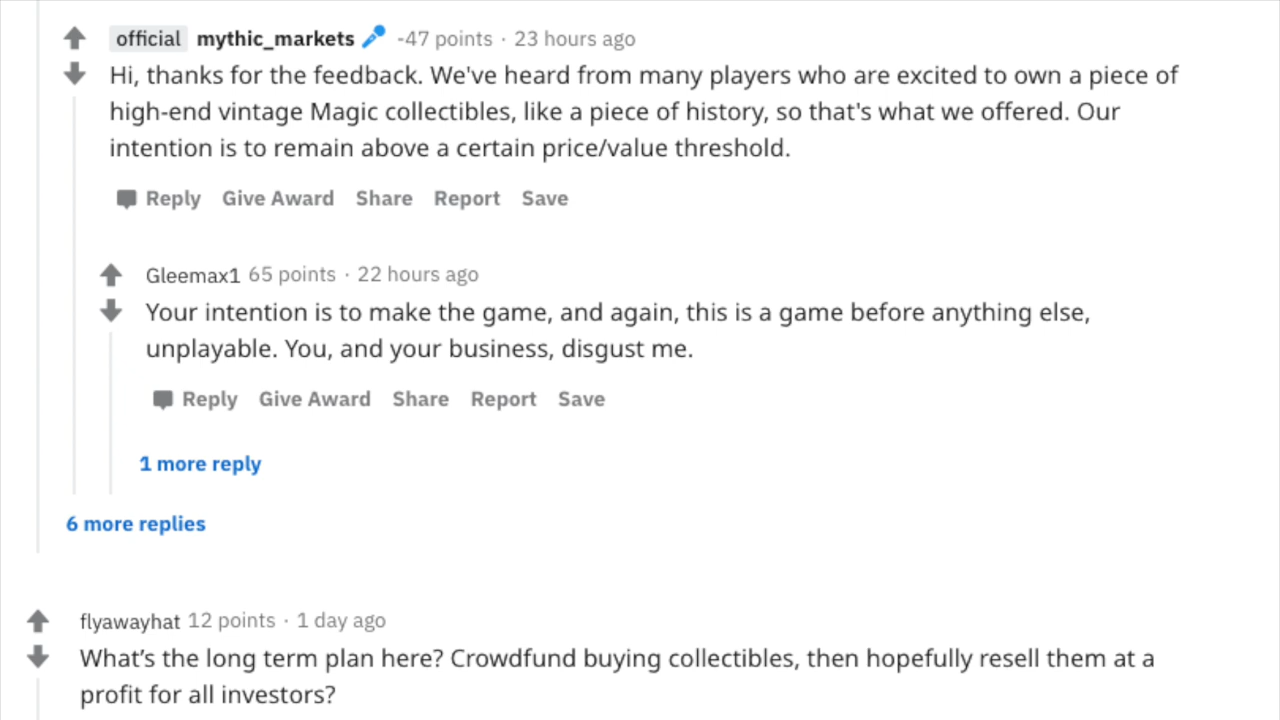 official mythic_markets -47 points · 23 hours ago
Hi, thanks for the feedback. We've heard from many players who are excited to own a piece of
high-end vintage Magic collectibles, like a piece of history, so that's what we offered. Our
intention is to remain above a certain price/value threshold.
Reply Give Award Share Report Save
Gleemax1 65 points · 22 hours ago
Your intention is to make the game, and again, this is a game before anything else,
unplayable. You, and your business, disgust me.
Reply Give Award Share Report Save
1 more reply
6 more replies
flyawayhat 12 points · 1 day ago
What’s the long term plan here? Crowdfund buying collectibles, then hopefully resell them at a
profit for all investors?